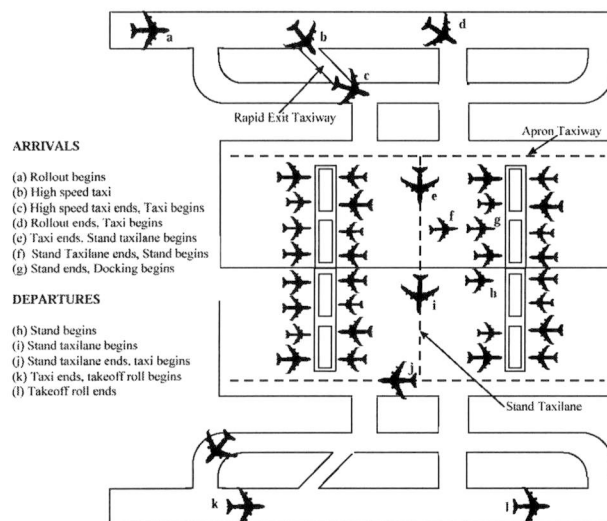 a
b
d
c
Rapid Exit Taxiway
Apron Taxiway
ARRIVALS
(a) Rollout begins
(b) High speed taxi
(c) High speed taxi ends, Taxi begins
(d) Rollout ends, Taxi begins
(e) Taxi ends. Stand taxilane begins
(f) Stand Taxilane ends, Stand begins
(g) Stand ends, Docking begins
DEPARTURES
(h) Stand begins
(i) Stand taxilane begins
(j) Stand taxilane ends, taxi begins
(k) Taxi ends, takeoff roll begins
(l) Takeoff roll ends
e
f
g
h
i
j
Stand Taxilane
k
l